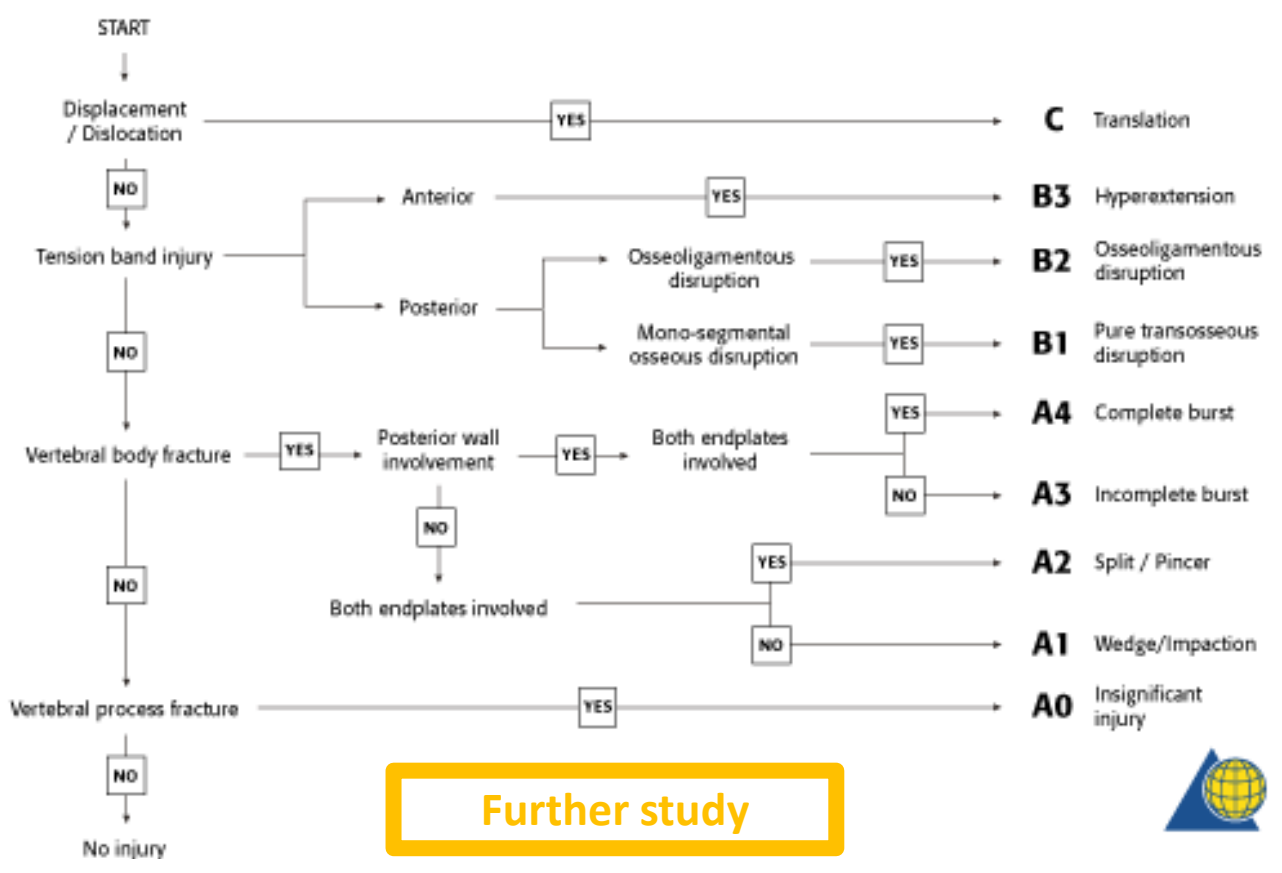 START
Displacement
/ Dislocation
YES
C Translation
NO
Tension band injury
Anterior
YES
B3 Hyperextension
Posterior
Osseoligamentous
disruption
YES
B2 Osseoligamentous
disruption
Mono-segmental
osseous disruption
YES
B1 Pure transosseous
disruption
NO
Vertebral body fracture
YES
Posterior wall
involvement
YES
Both endplates
involved
YES
A4 Complete burst
NO
A3 Incomplete burst
NO
Both endplates involved
YES
A2 Split / Pincer
NO
A1 Wedge/Impaction
NO
Vertebral process fracture
YES
A0 Insignificant
injury
NO
No injury
Further study